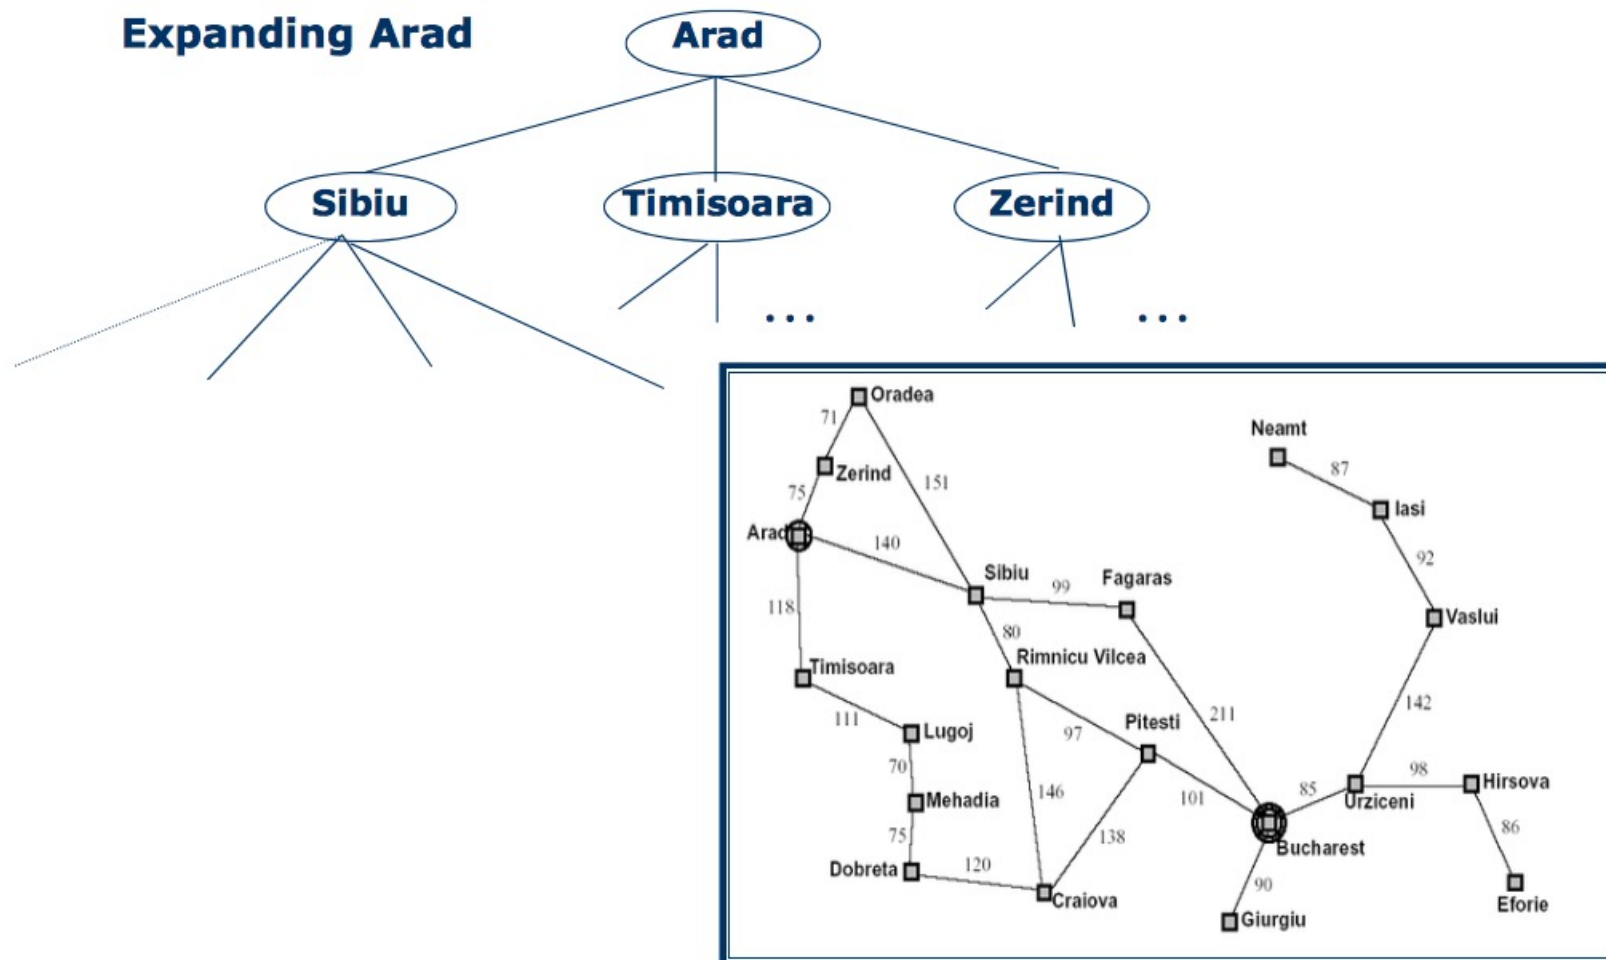 Expanding Arad
Arad
Sibiu
Timisoara
Zerind
...
...
Oradea
71
Neamt
87
Zerind
151
75
Iasi
Arad
140
92
Sibiu
99
Fagaras
118
80
Vaslui
Rimnicu Vilcea
Timisoara
142
111
211
Pitesti
Lugoj
97
70
98
Hirsova
146
85
Mehadia
101
Urziceni
75
138
86
Bucharest
Dobreta
120
90
Craiova
Eforie
Giurgiu